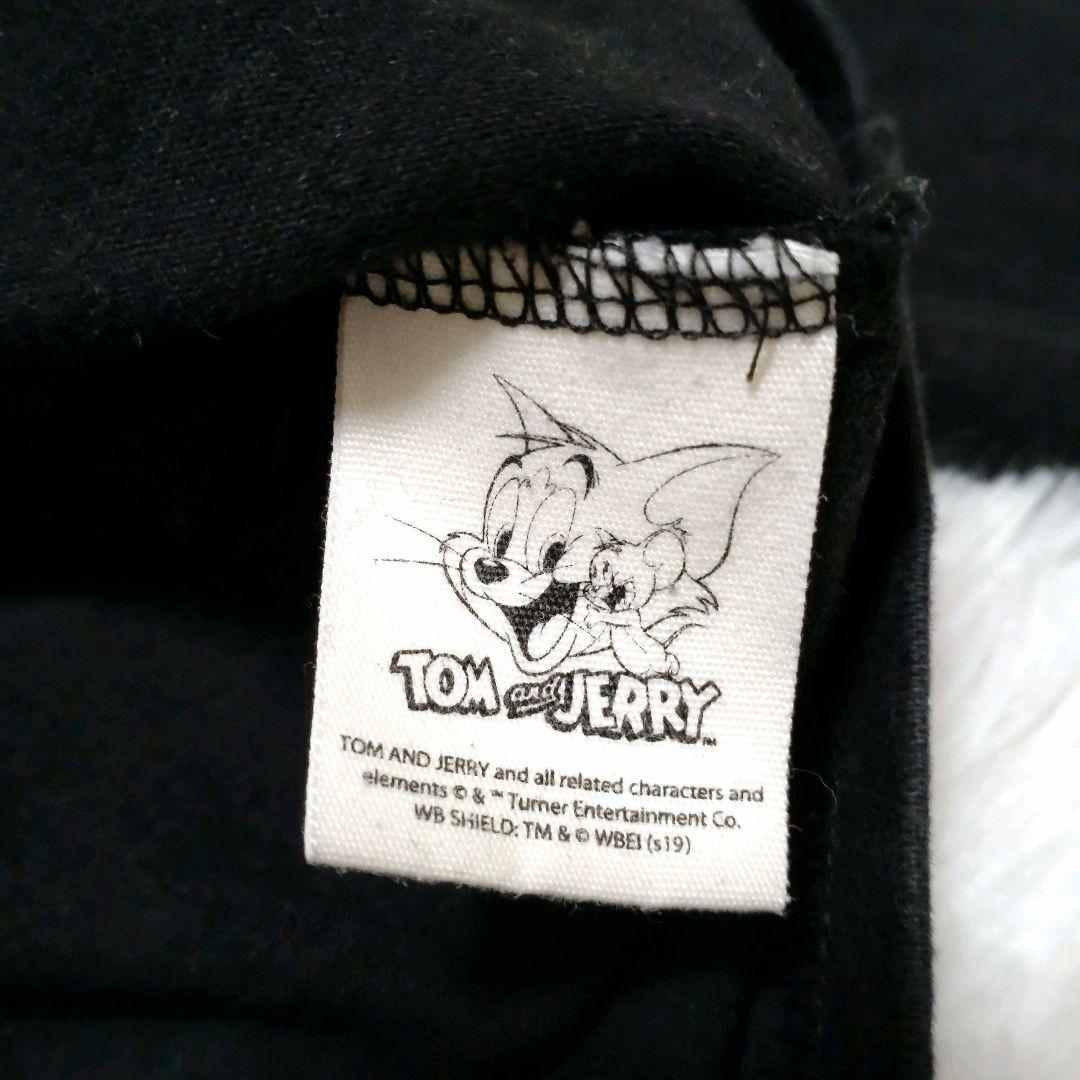 TOM and JERRY™
TOM AND JERRY and all related characters and
elements © & ™ Turner Entertainment Co.
WB SHIELD: TM & © WBEI (s19)